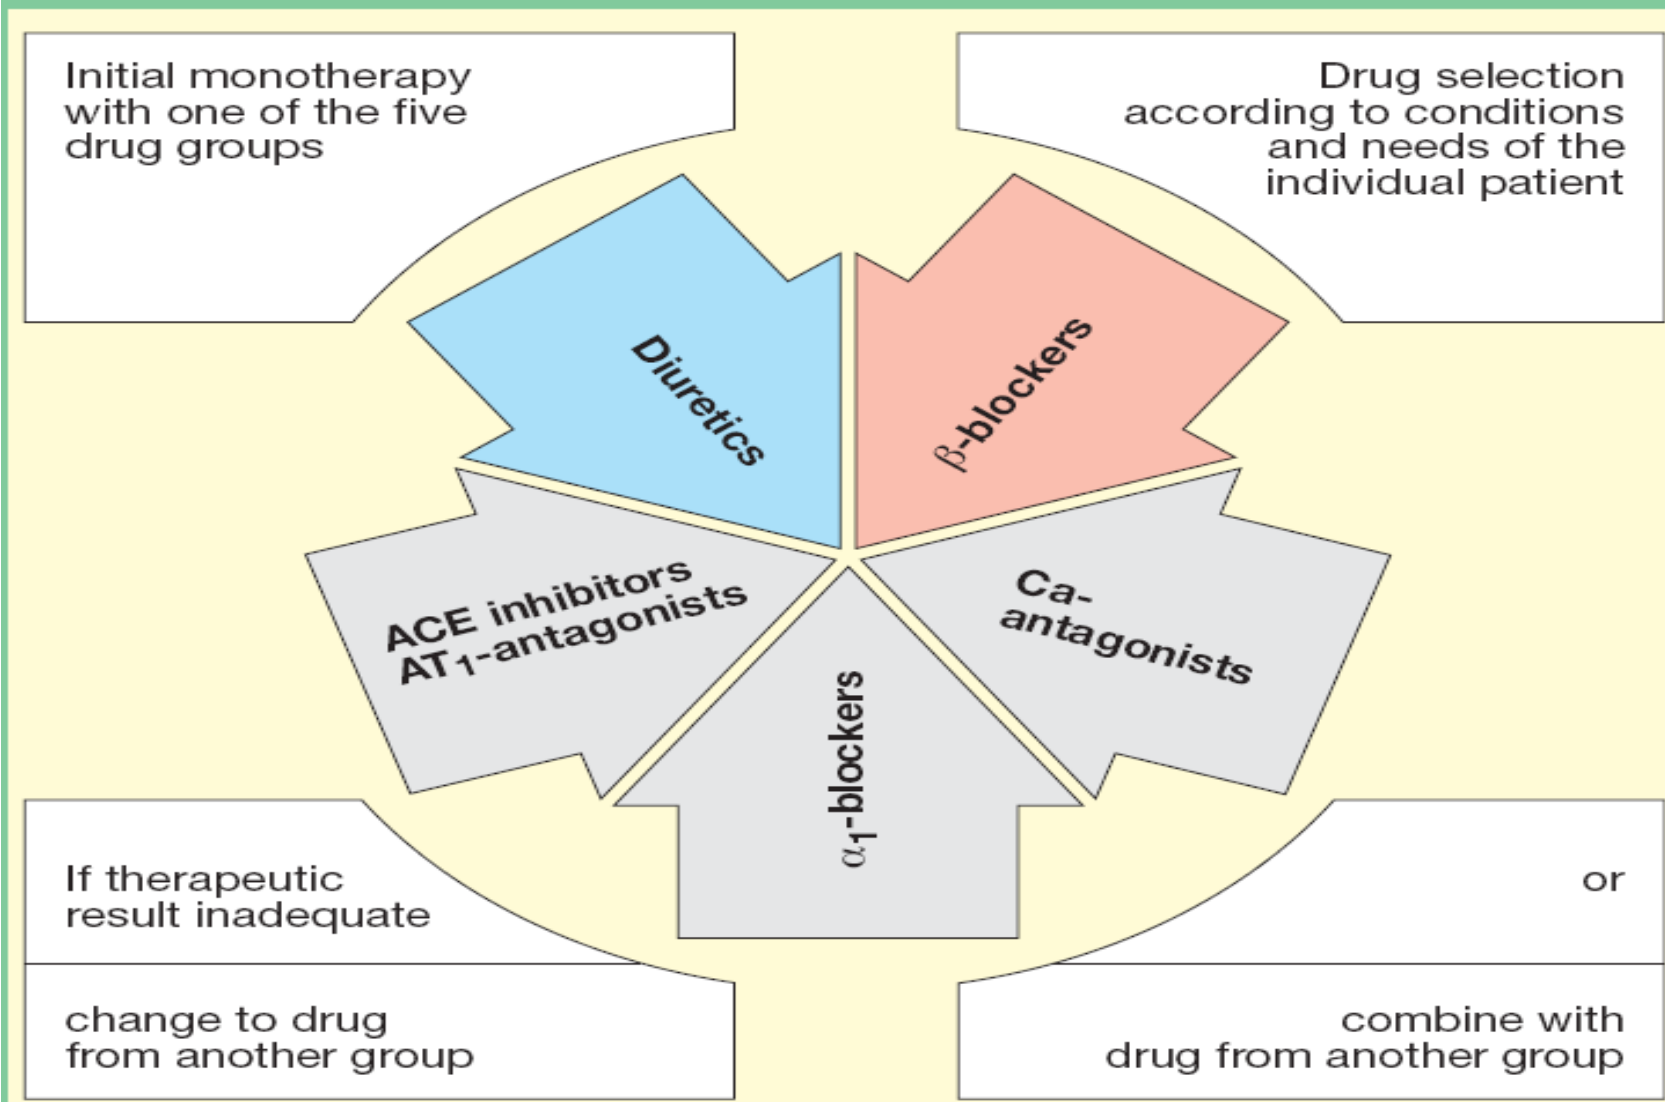 Initial monotherapy
with one of the five
drug groups
Drug selection
according to conditions
and needs of the
individual patient
Diuretics
β-blockers
ACE inhibitors
AT₁-antagonists
Ca-
antagonists
α₁-blockers
If therapeutic
result inadequate
or
change to drug
from another group
combine with
drug from another group